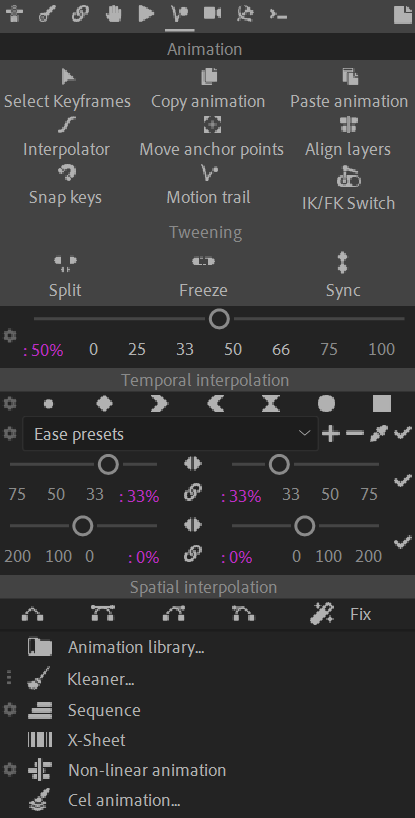 Animation
Select Keyframes Copy animation Paste animation
Interpolator Move anchor points Align layers
Snap keys Motion trail IK/FK Switch
Tweening
Split Freeze Sync
: 50% 0 25 33 50 66 75 100
Temporal interpolation
Ease presets
75 50 33 : 33% : 33% 33 50 75
200 100 0 : 0% : 0% 0 100 200
Spatial interpolation
Fix
Animation library...
Kleaner...
Sequence
X-Sheet
Non-linear animation
Cel animation...